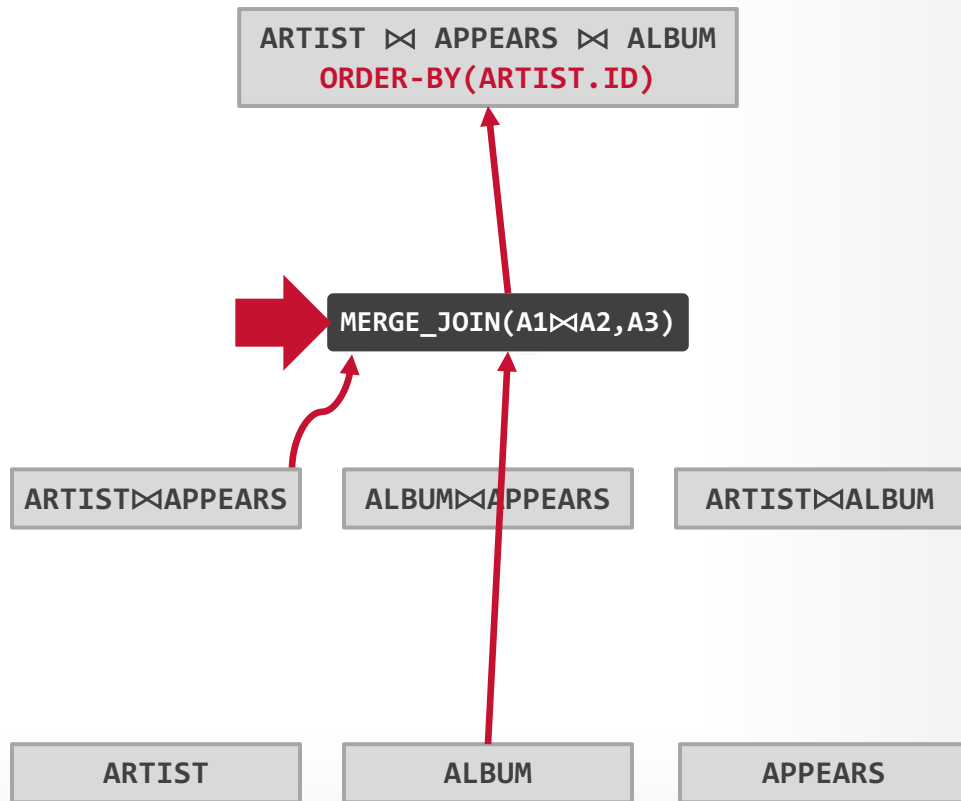 ARTIST ⋈ APPEARS ⋈ ALBUM
ORDER-BY(ARTIST.ID)
MERGE_JOIN(A1⋈A2,A3)
ARTIST⋈APPEARS
ALBUM⋈APPEARS
ARTIST⋈ALBUM
ARTIST
ALBUM
APPEARS